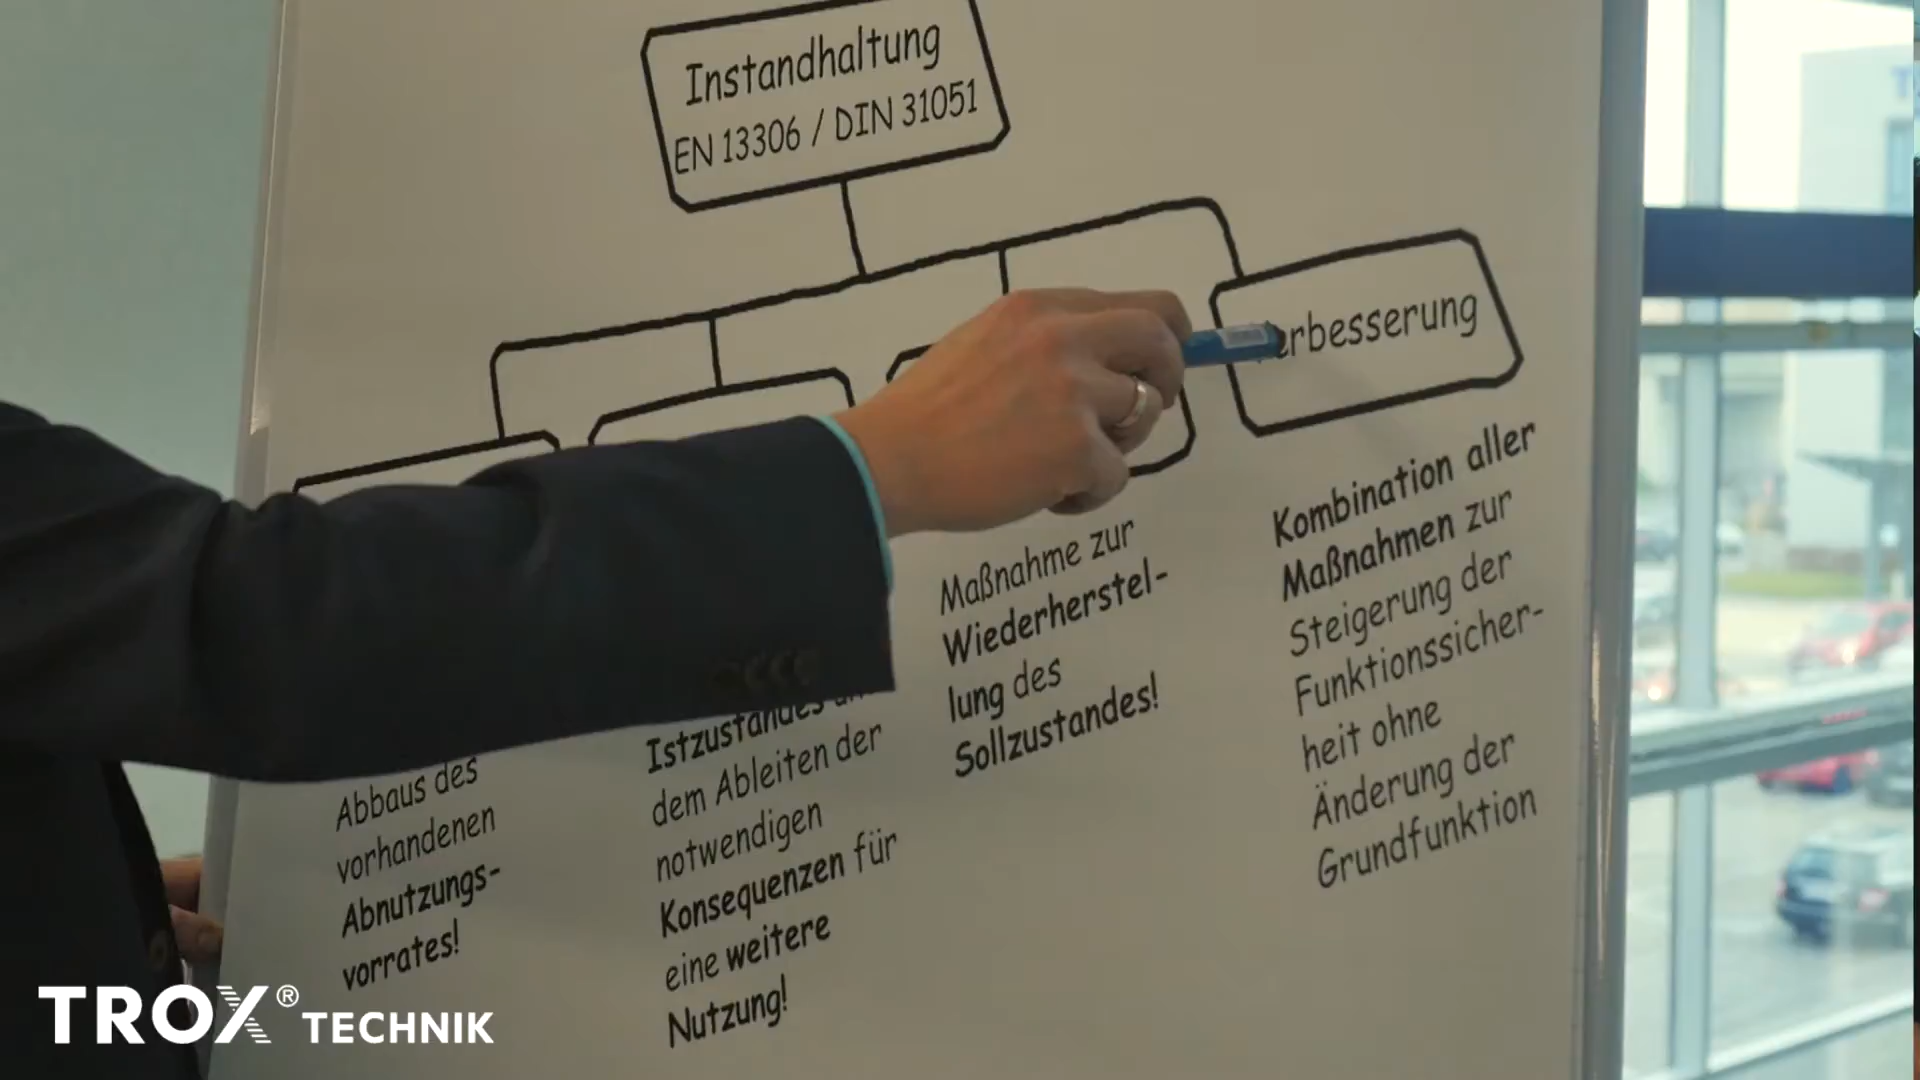 Instandhaltung
EN 13306 / DIN 31051
erbesserung
Abbaus des
vorhandenen
Abnutzungs-
vorrates!
Istzustandes
dem Ableiten der
notwendigen
Konsequenzen für
eine weitere
Nutzung!
Maßnahme zur
Wiederherstel-
lung des
Sollzustandes!
Kombination aller
Maßnahmen zur
Steigerung der
Funktionssicher-
heit ohne
Änderung der
Grundfunktion
TROX® TECHNIK